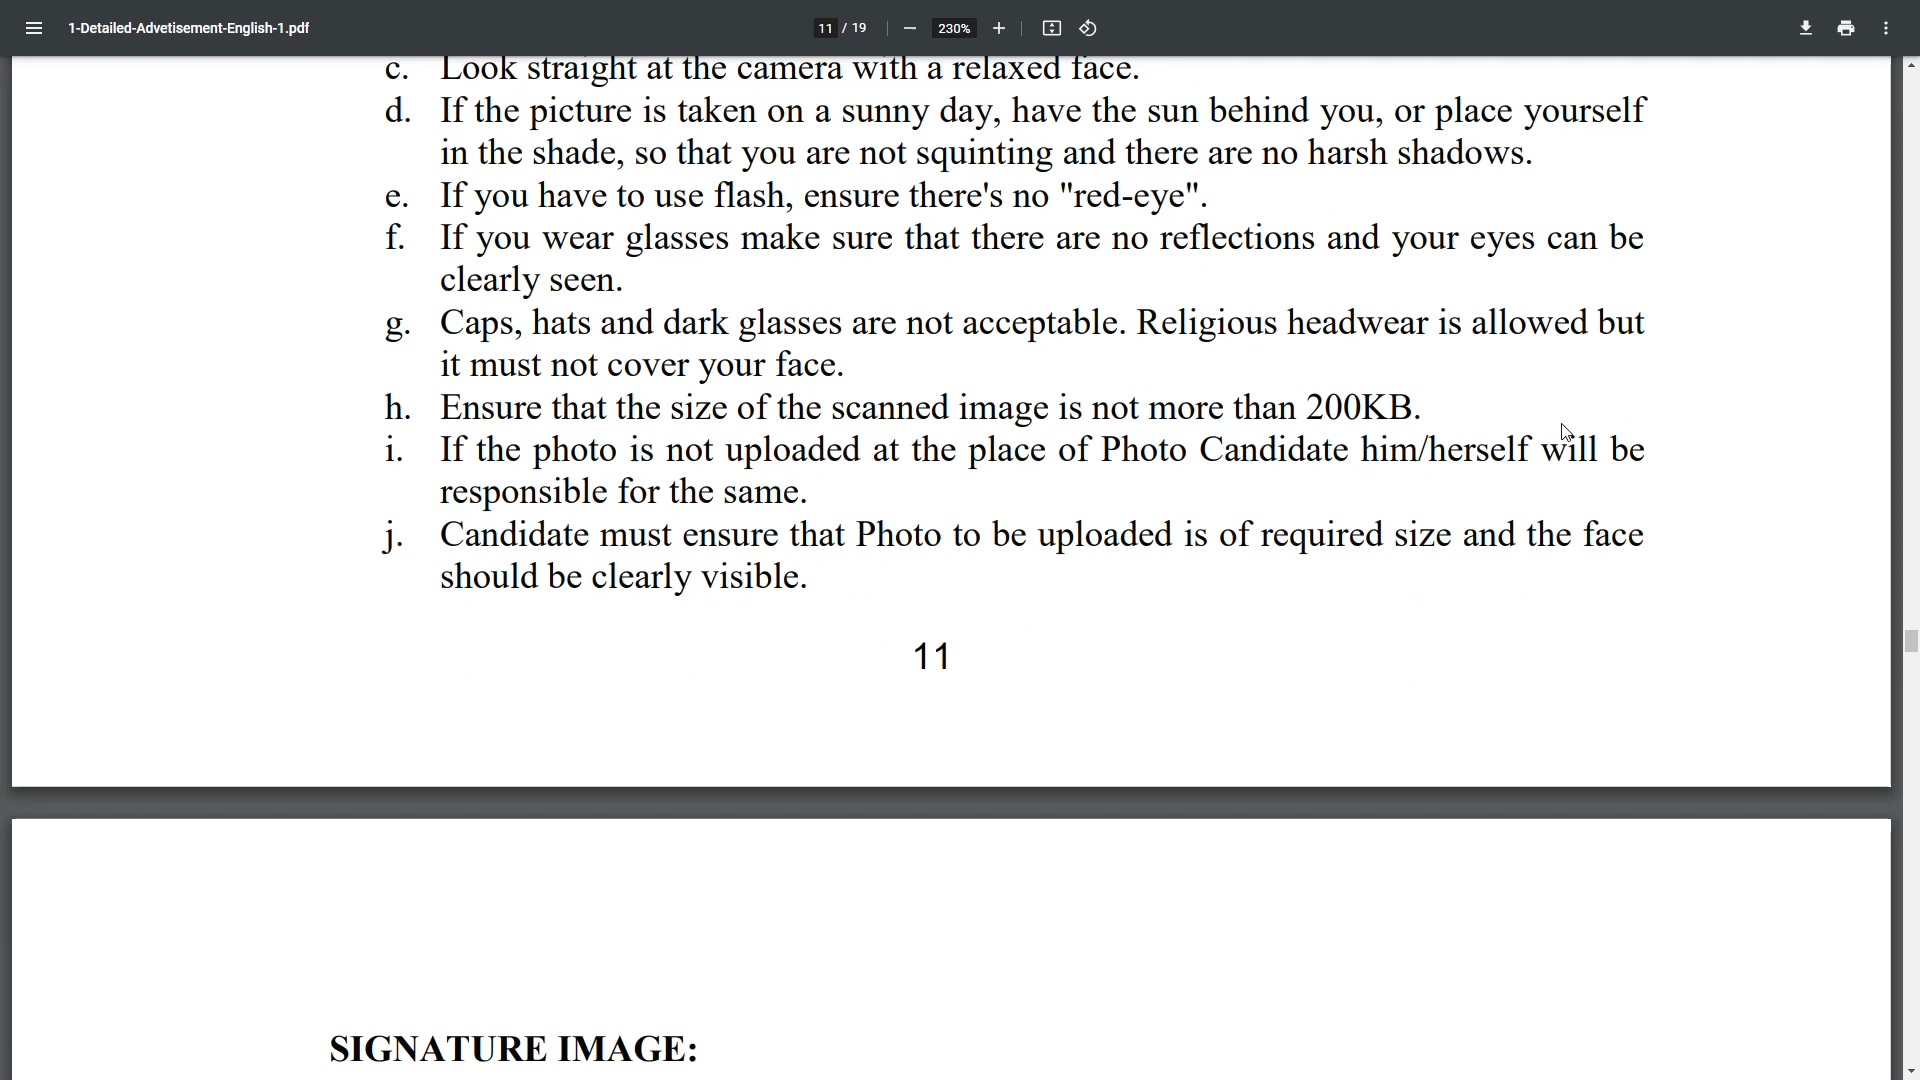 1-Detailed-Advetisement-English-1.pdf
11 / 19
230%
c. Look straight at the camera with a relaxed face.
d. If the picture is taken on a sunny day, have the sun behind you, or place yourself
in the shade, so that you are not squinting and there are no harsh shadows.
e. If you have to use flash, ensure there's no "red-eye".
f. If you wear glasses make sure that there are no reflections and your eyes can be
clearly seen.
g. Caps, hats and dark glasses are not acceptable. Religious headwear is allowed but
it must not cover your face.
h. Ensure that the size of the scanned image is not more than 200KB.
i. If the photo is not uploaded at the place of Photo Candidate him/herself will be
responsible for the same.
j. Candidate must ensure that Photo to be uploaded is of required size and the face
should be clearly visible.
11
SIGNATURE IMAGE: